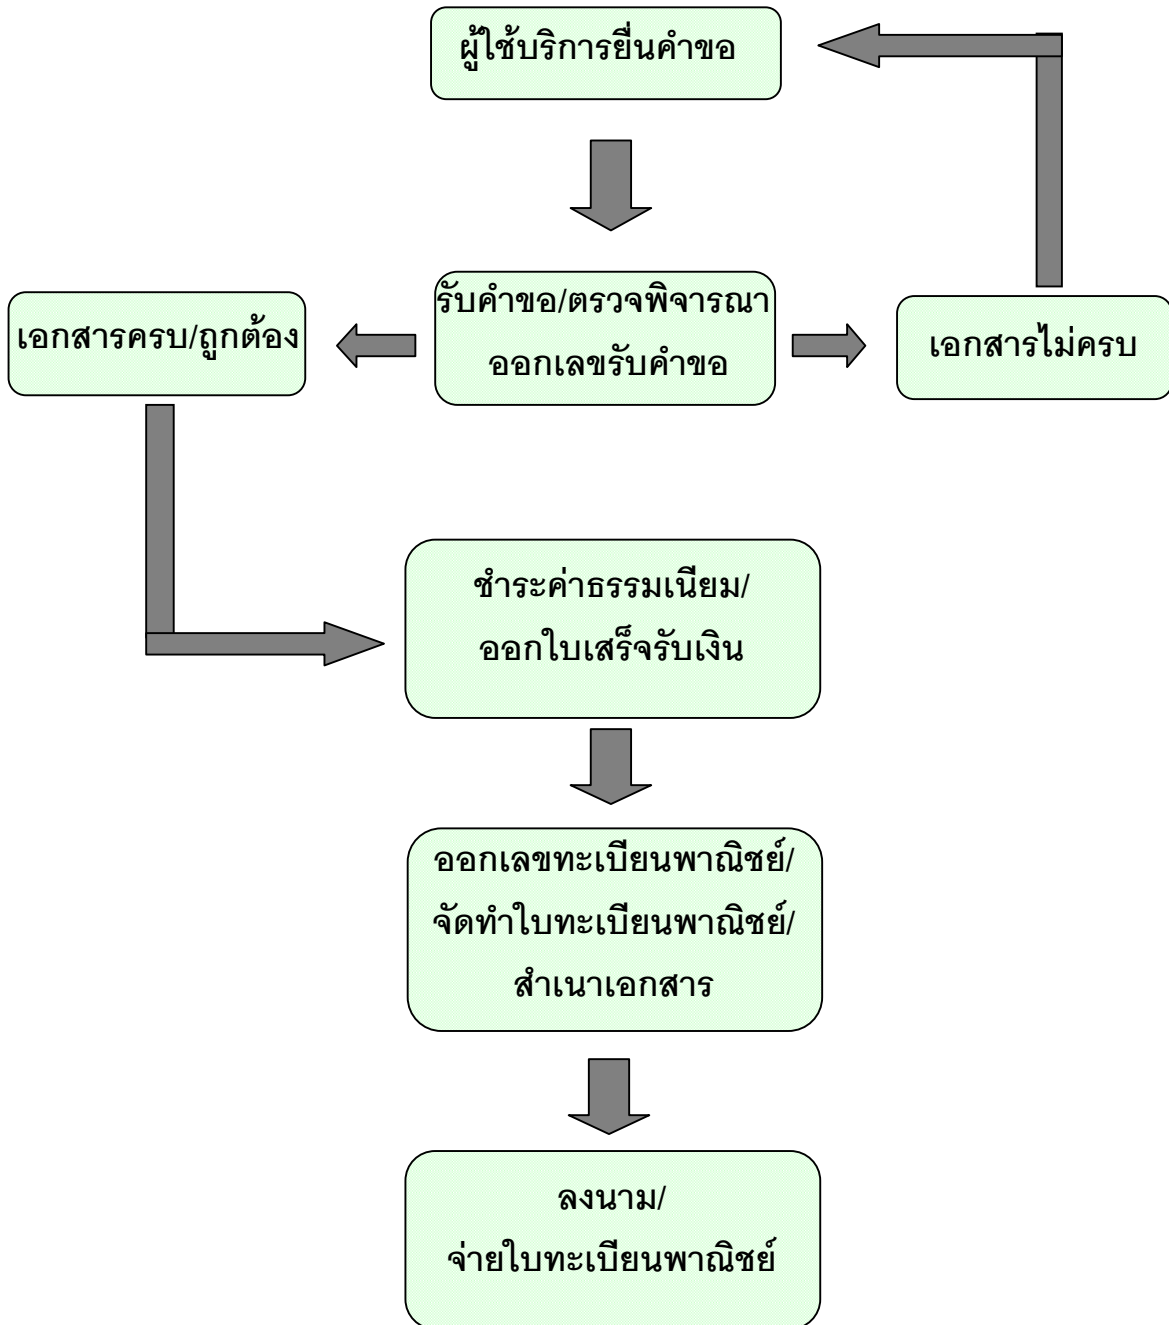 ผู้ใช้บริการยื่นคำขอ
รับคำขอ/ตรวจพิจารณา
ออกเลขรับคำขอ
เอกสารครบ/ถูกต้อง
เอกสารไม่ครบ
ชำระค่าธรรมเนียม/
ออกใบเสร็จรับเงิน
ออกเลขทะเบียนพาณิชย์/
จัดทำใบทะเบียนพาณิชย์/
สำเนาเอกสาร
ลงนาม/
จ่ายใบทะเบียนพาณิชย์